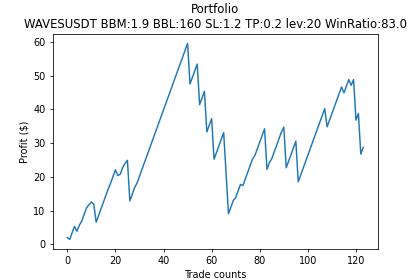 Portfolio
WAVESUSDT BBM:1.9 BBL:160 SL:1.2 TP:0.2 lev:20 WinRatio:83.0
60
50
40
30
20
10
0
Profit ($)
0 20 40 60 80 100 120
Trade counts